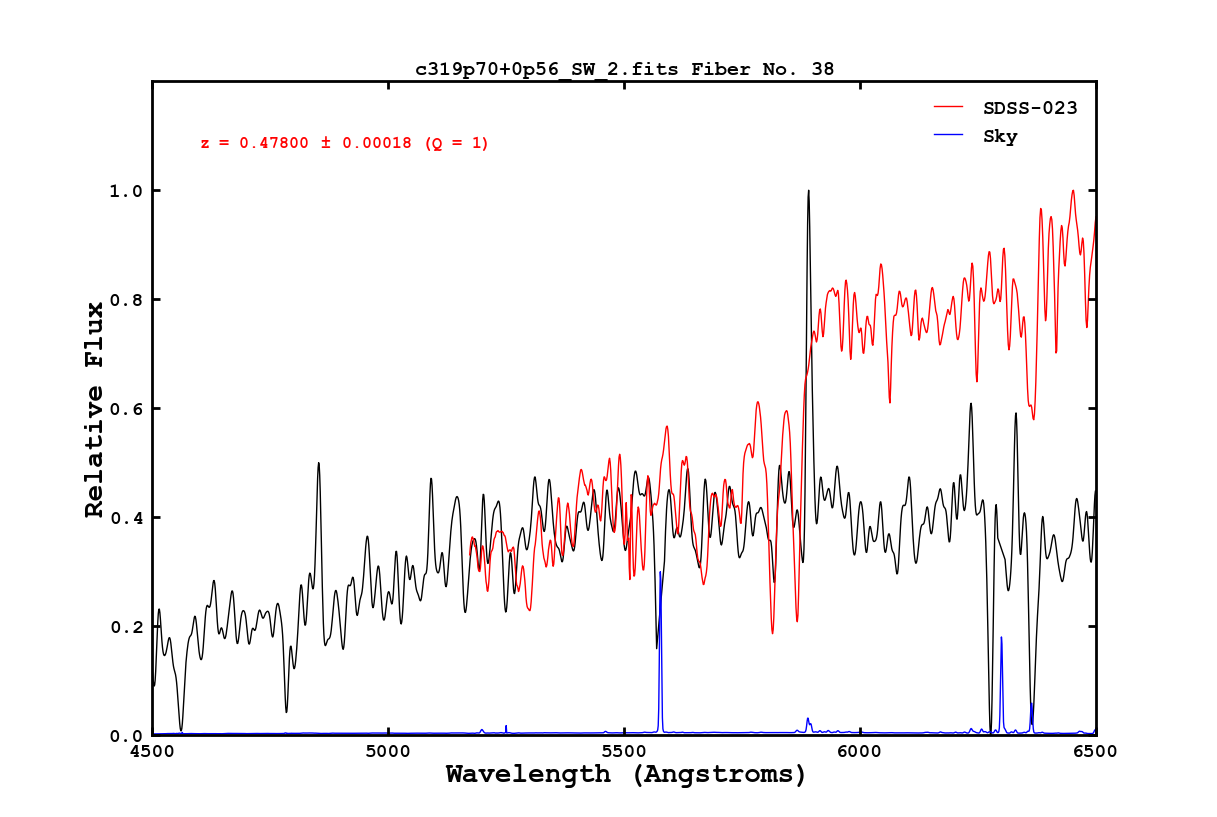 c319p70+0p56_SW_2.fits Fiber No. 38
SDSS-023
Sky
z = 0.47800 ± 0.00018 (Q = 1)
1.0
0.8
0.6
0.4
0.2
0.0
Relative Flux
4500 5000 5500 6000 6500
Wavelength (Angstroms)